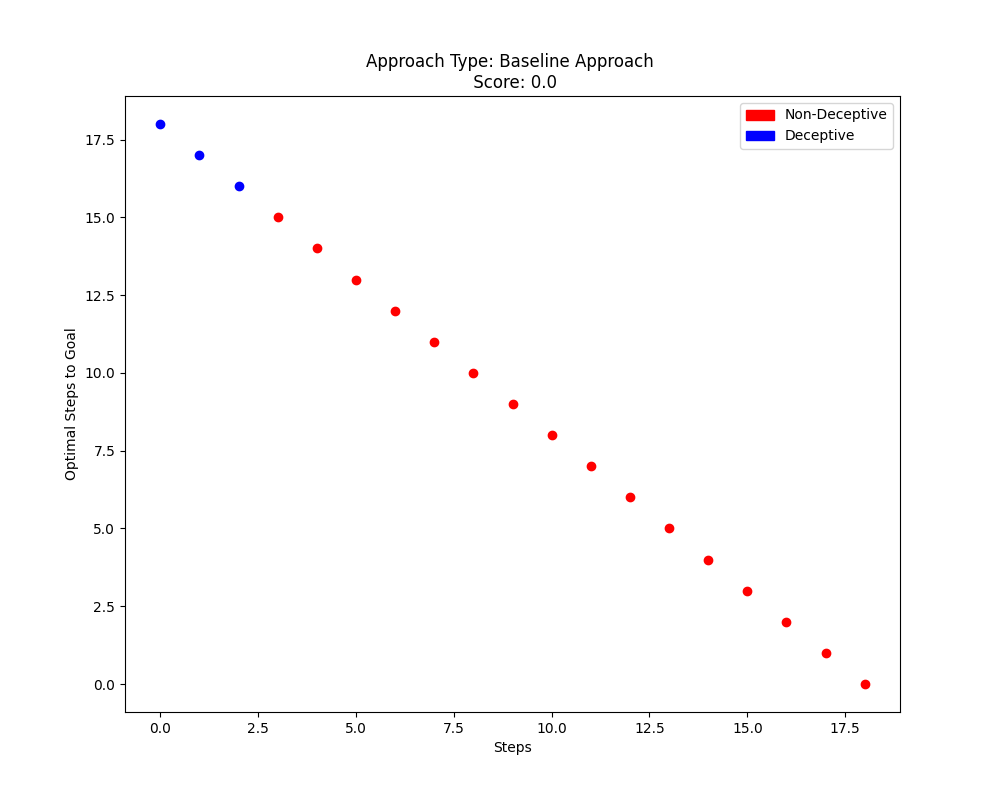 Approach Type: Baseline Approach
Score: 0.0
Non-Deceptive
Deceptive
Optimal Steps to Goal
17.5
15.0
12.5
10.0
7.5
5.0
2.5
0.0
0.0 2.5 5.0 7.5 10.0 12.5 15.0 17.5
Steps